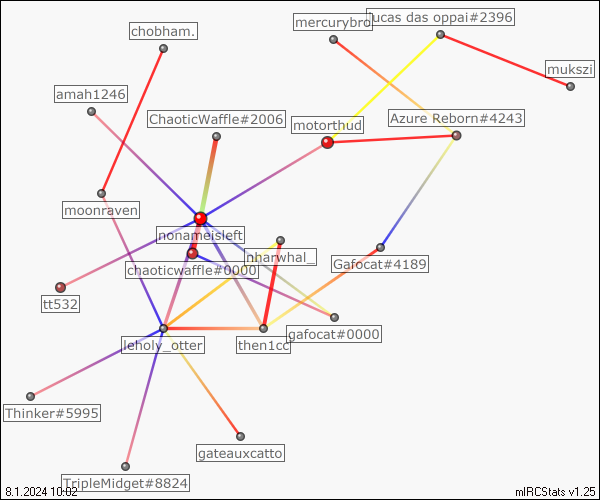 lucas das oppai#2396
mercurybro
chobham.
mukszi
amah1246
ChaoticWaffle#2006
motorthud
Azure Reborn#4243
moonraven
nonameisleft
nharwhal_
Gafocat#4189
chaoticwaffle#0000
tt532
gafocat#0000
leholy_otter
then1cc
Thinker#5995
gateauxcatto
TripleMidget#8824
8.1.2024 10:02
mIRCStats v1.25